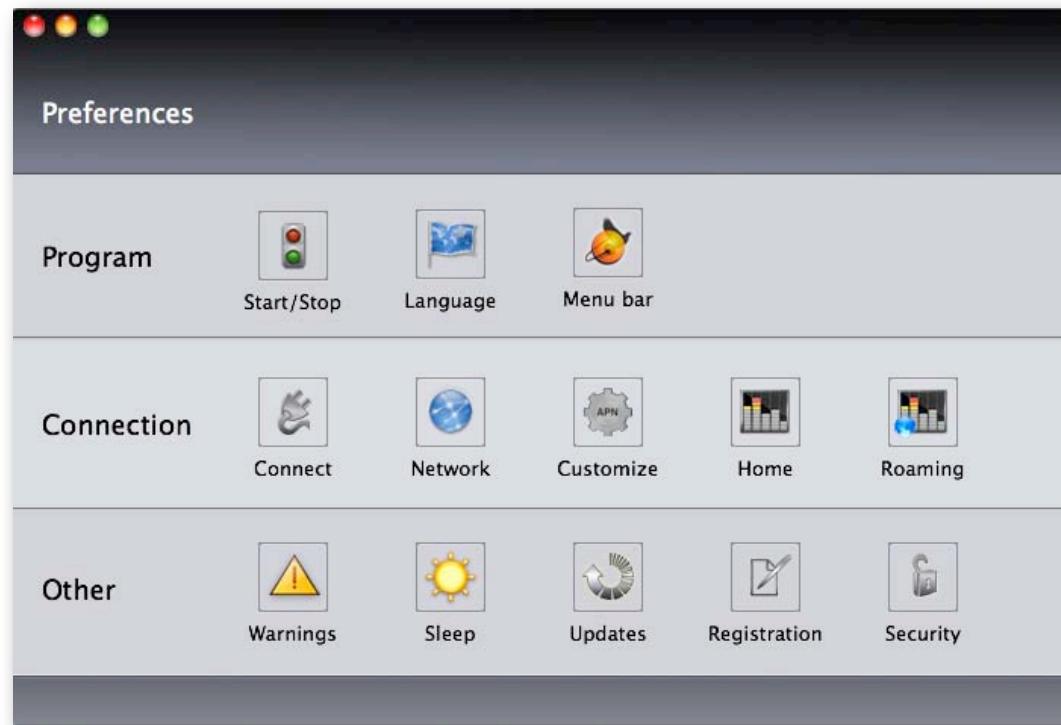 Preferences
Program
Start/Stop Language Menu bar
Connection
APN
Connect Network Customize Home Roaming
Other
Warnings Sleep Updates Registration Security